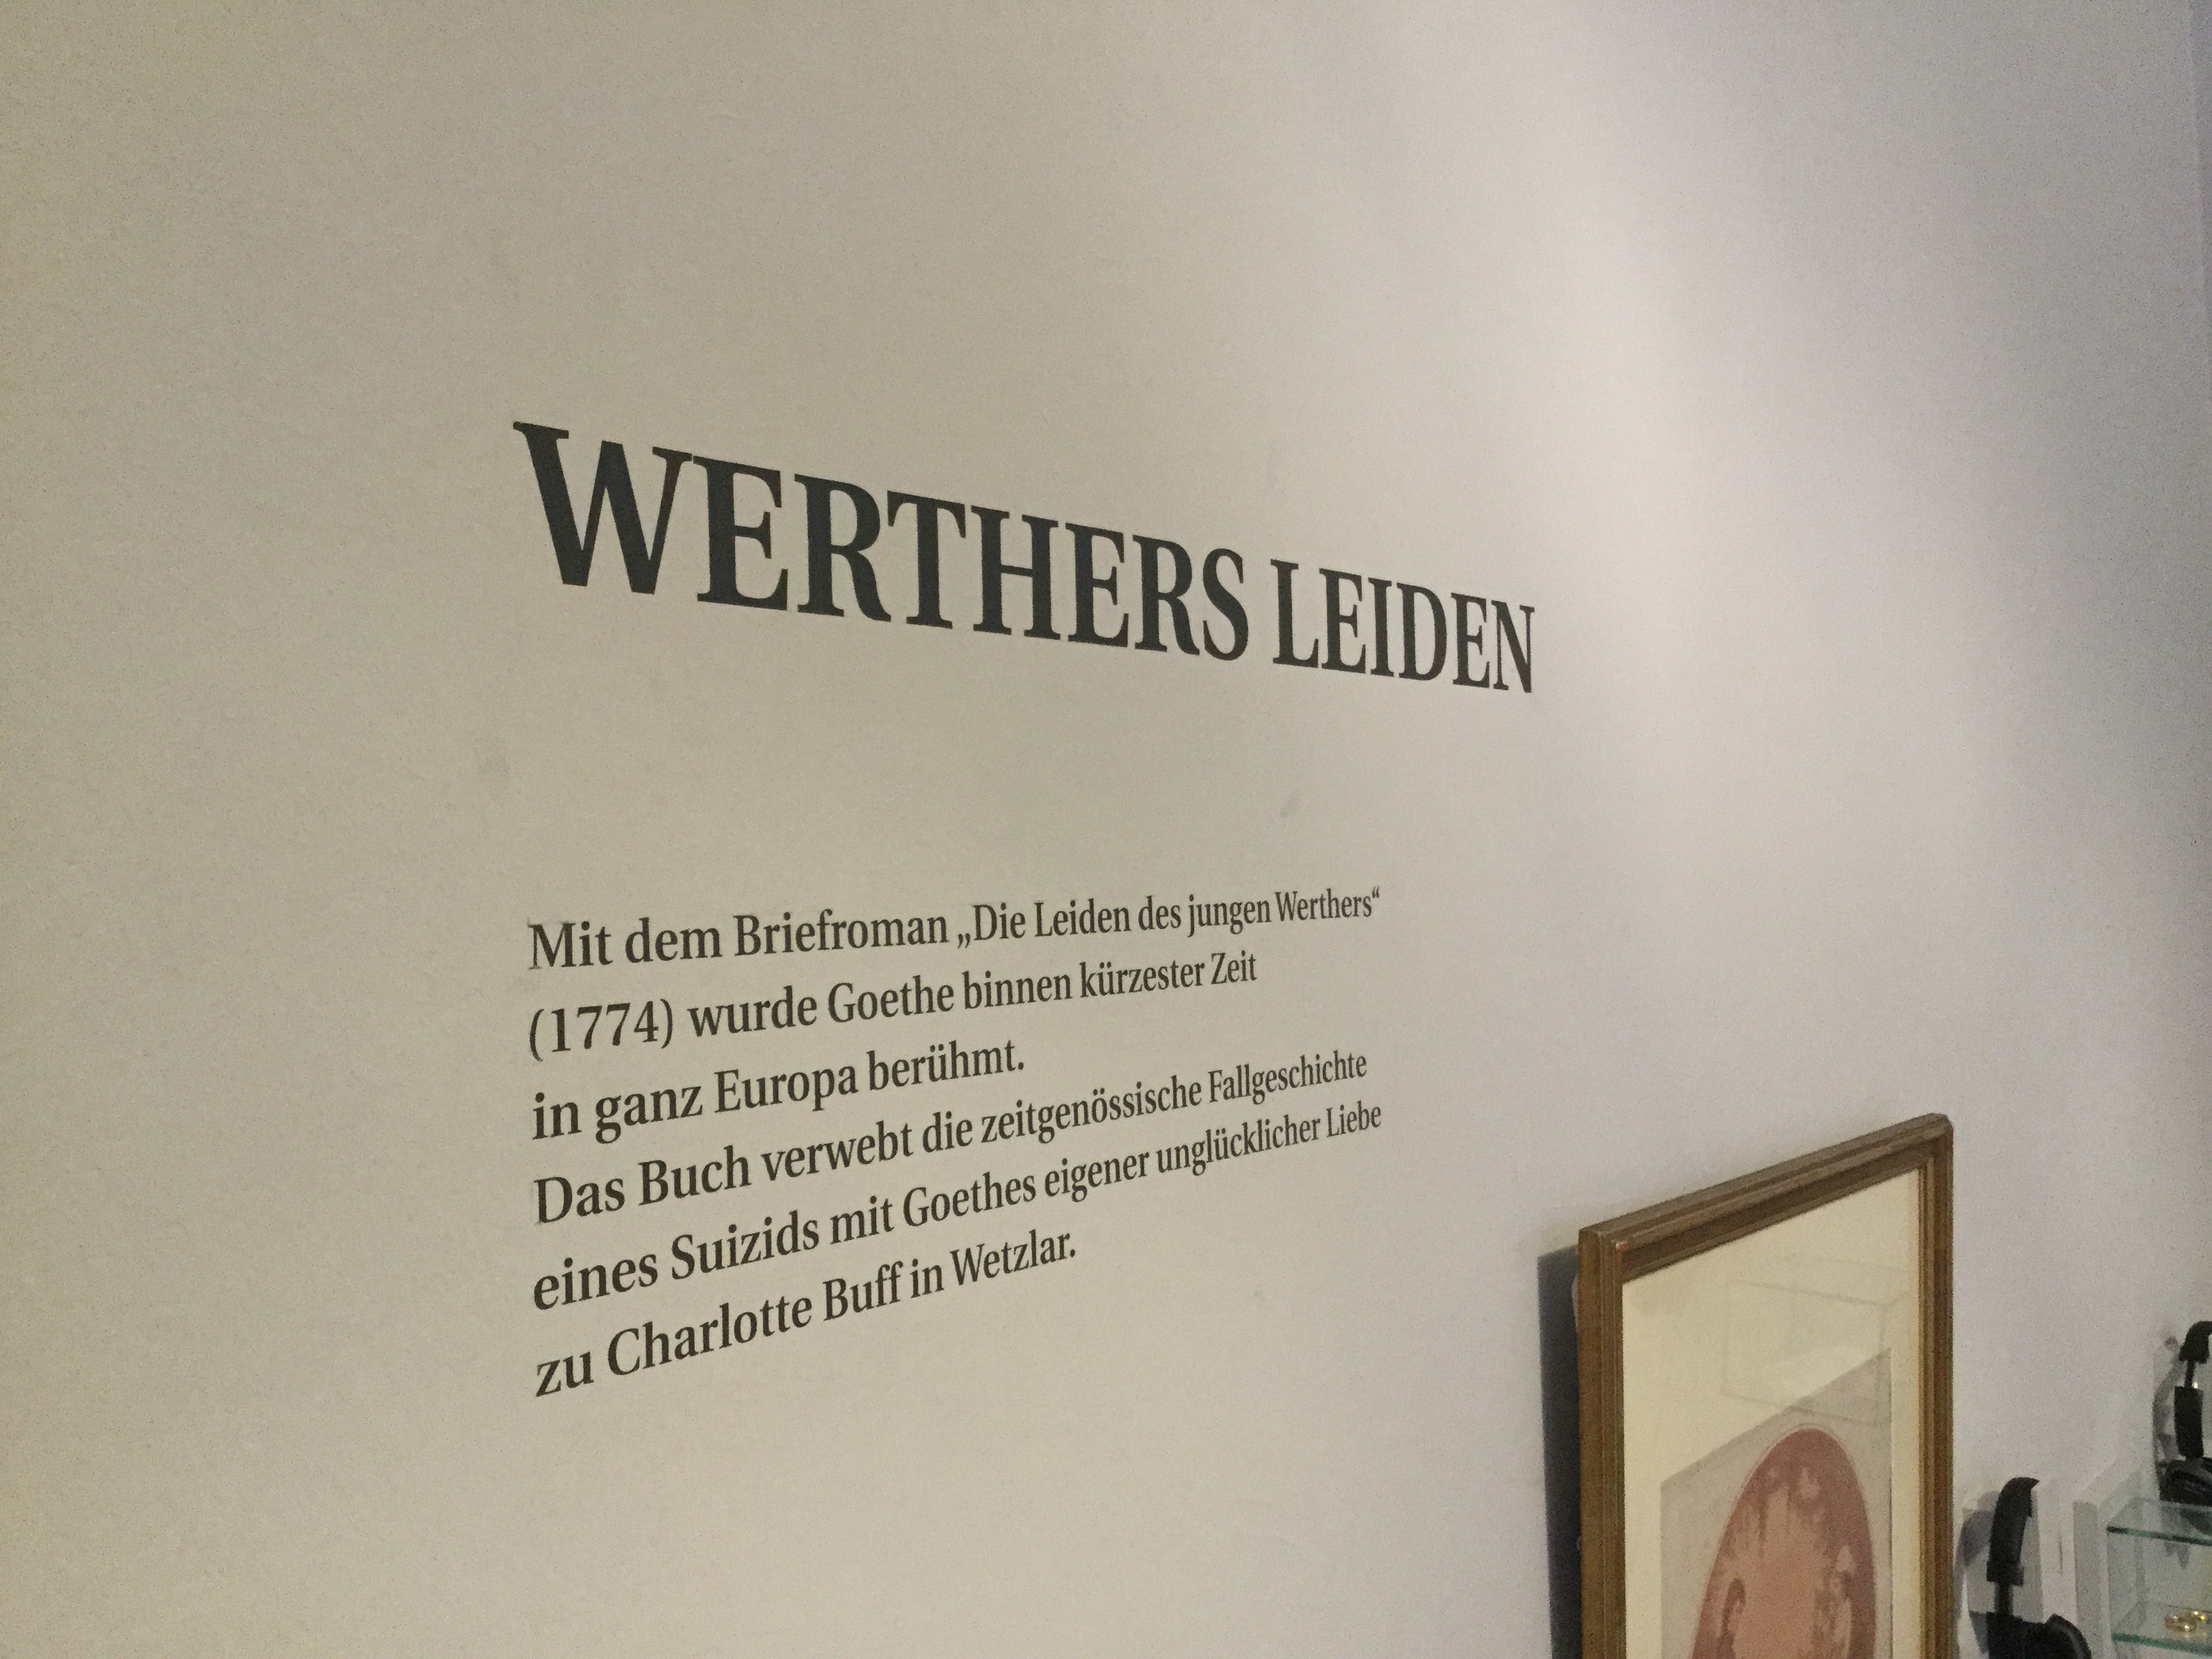 WERTHERS LEIDEN
Mit dem Briefroman „Die Leiden des jungen Werthers“
(1774) wurde Goethe binnen kürzester Zeit
in ganz Europa berühmt.
Das Buch verwebt die zeitgenössische Fallgeschichte
eines Suizids mit Goethes eigener unglücklicher Liebe
zu Charlotte Buff in Wetzlar.